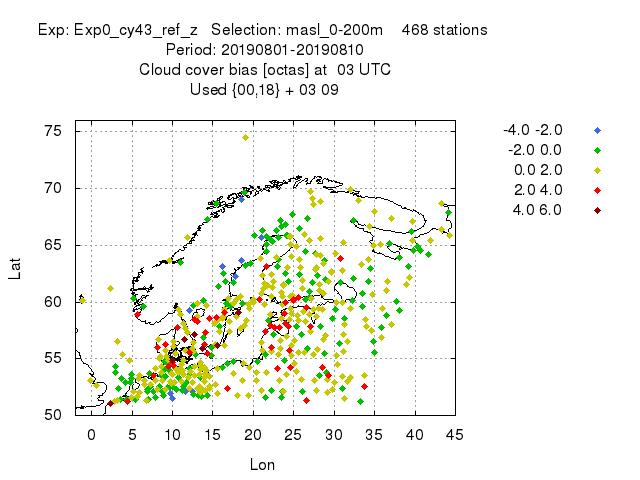 Exp: Exp0_cy43_ref_z   Selection: masl_0-200m    468 stations
Period: 20190801-20190810
Cloud cover bias [octas] at  03 UTC
Used {00,18} + 03 09
-4.0 -2.0
-2.0 0.0
0.0 2.0
2.0 4.0
4.0 6.0
75
70
65
60
55
50
Lat
0 5 10 15 20 25 30 35 40 45
Lon